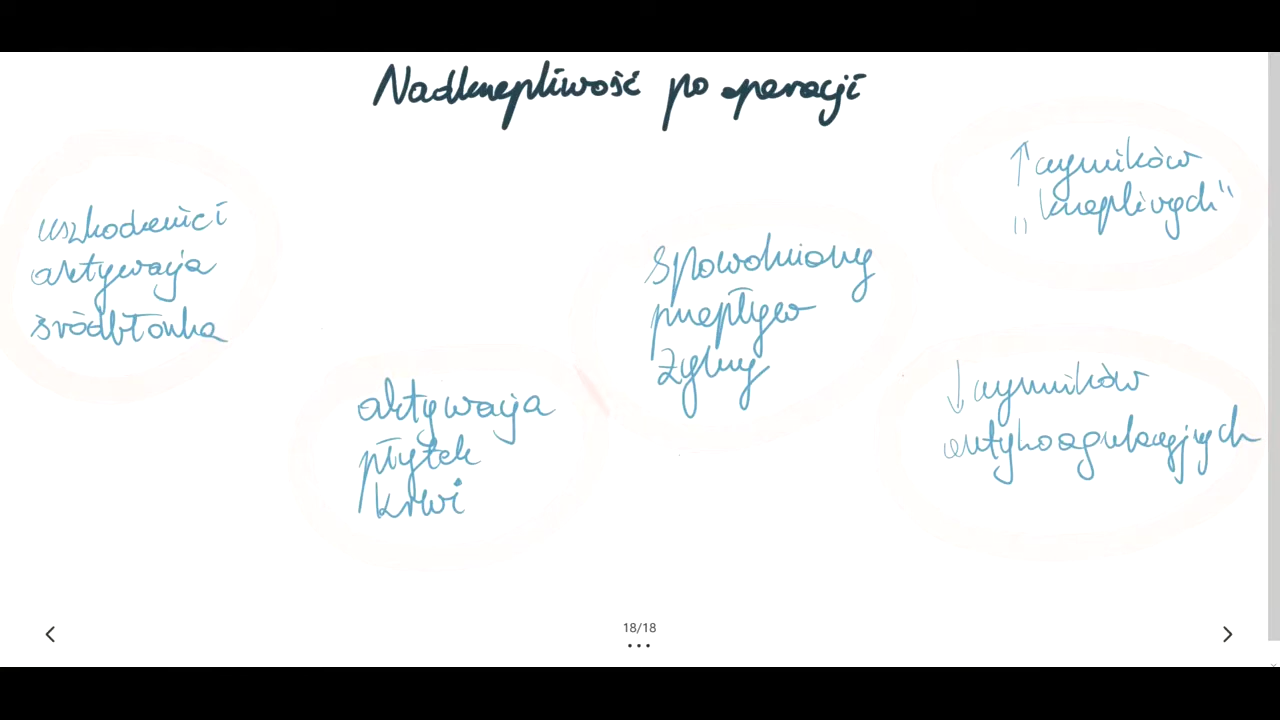 Nadkrzepliwość po operacji
uszkodzenie i
aktywacja
śródbłonka
aktywacja
płytek
krwi
spowolniony
przepływ
żylny
↑ czynników
"krzepliwych"
↓ czynników
antykoagulacyjnych
18/18